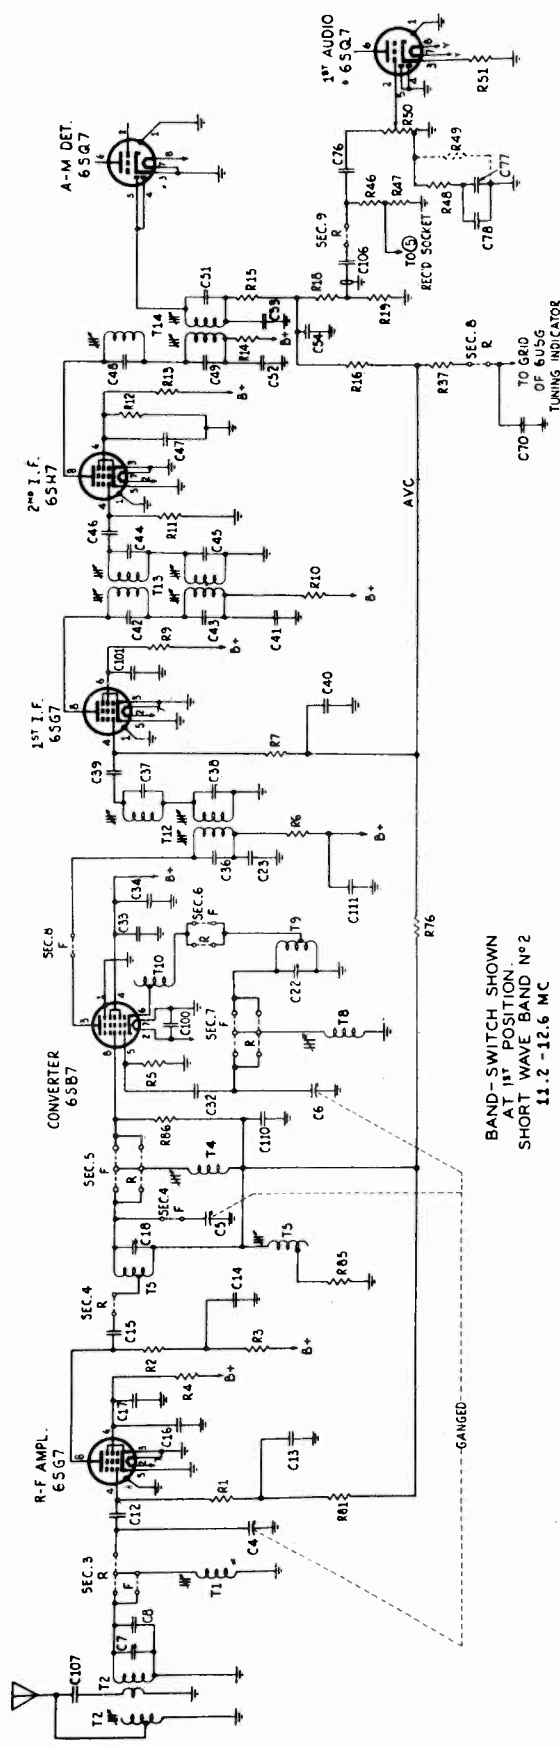 R-F AMPL.
6SG7
CONVERTER
6SB7
1ST I.F.
6SG7
2ND I.F.
6SH7
A-M DET.
6SQ7
1ST AUDIO
6SQ7
C107
T2
T2
C7
C8
SEC.3
R
F
T1
C4
C12
R1
C13
R81
C17
C16
R4
B+
R2
C14
R3
B+
C15
SEC.4
R
T5
C18
T5
R85
SEC.4
F
C5
SEC.5
F
R
T4
R86
C110
R5
C32
C6
C100
SEC.7
F
R
T8
C22
T9
T10
SEC.6
R
F
C33
C34
B+
SEC.8
F
C36
C23
T12
C37
C38
R6
B+
C111
C39
R7
C40
R76
C101
R9
B+
C42
C43
C41
T13
C44
C45
R10
B+
C46
R11
C47
R12
R13
B+
C48
C49
C52
T14
R14
B+
C51
R15
C53
C54
R16
R18
R19
C106
SEC.9
R
C76
R46
R47
TO 5
REC'D SOCKET
R50
R49
R48
C77
C78
R51
AVC
R37
SEC.8
R
C70
TO GRID
OF 6U5G
TUNING INDICATOR
GANGED
BAND-SWITCH SHOWN
AT 1ST POSITION.
SHORT WAVE BAND Nº2
11.2-12.6 MC